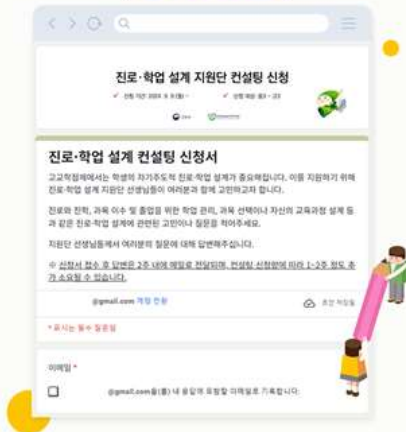 진로·학업 설계 지원단 컨설팅 신청
진로·학업 설계 컨설팅 신청서
고교학점제에서는 학생의 자기주도적 진로·학업 설계가 중요해집니다. 이를 지원하기 위해
진로·학업 설계 지원단 선생님들이 여러분과 함께 고민하고자 합니다.
진로와 진학, 과목 이수 및 졸업을 위한 학업 관리, 과목 선택이나 자신의 교육과정 설계 등
과 같은 진로·학업 설계에 관련된 고민이나 질문을 적어주세요.
지원단 선생님들께서 여러분의 질문에 대해 답변해주십니다.
※ 신청서 접수 후 답변은 2주 내에 메일로 전달되며, 컨설팅 신청량에 따라 1~2주 정도 추
가 소요될 수 있습니다.
@gmail.com 계정 전환
초안 저장됨
* 표시는 필수 질문임
이메일 *
@gmail.com을(를) 내 응답에 포함할 이메일로 기록합니다.